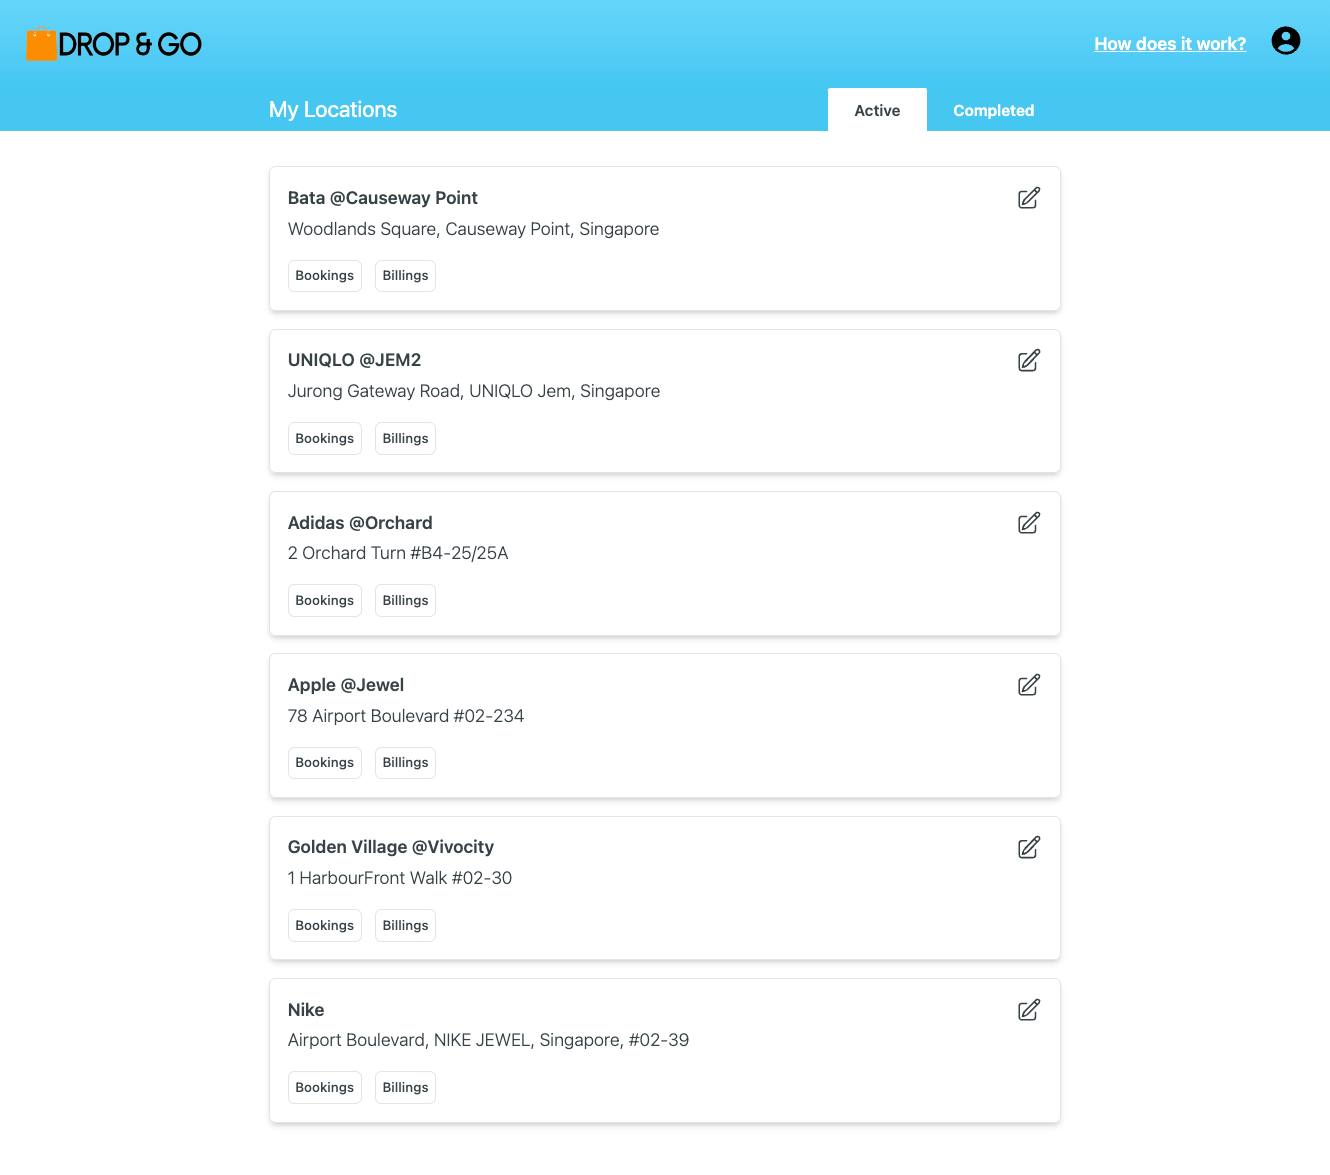 DROP & GO
How does it work?
My Locations
Active
Completed
Bata @Causeway Point
Woodlands Square, Causeway Point, Singapore
Bookings
Billings
UNIQLO @JEM2
Jurong Gateway Road, UNIQLO Jem, Singapore
Bookings
Billings
Adidas @Orchard
2 Orchard Turn #B4-25/25A
Bookings
Billings
Apple @Jewel
78 Airport Boulevard #02-234
Bookings
Billings
Golden Village @Vivocity
1 HarbourFront Walk #02-30
Bookings
Billings
Nike
Airport Boulevard, NIKE JEWEL, Singapore, #02-39
Bookings
Billings